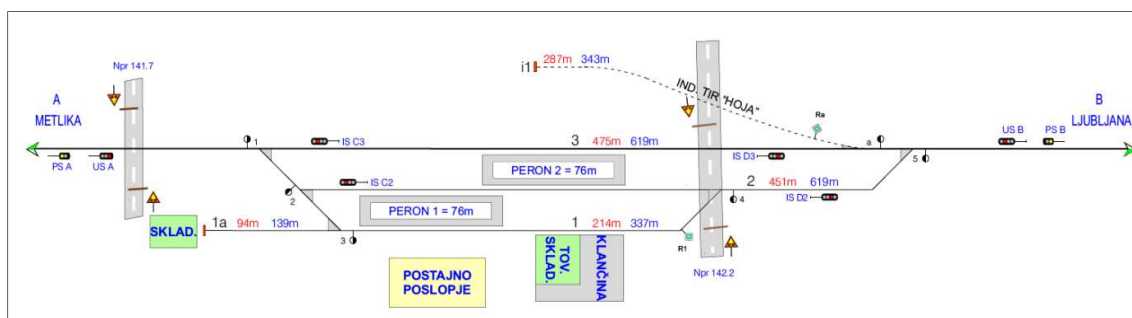 287m 343m
i1
Npr 141.7
IND. TIR "HOJA"
A
METLIKA
B
LJUBLJANA
Ra
1
IS C3
3 475m 619m
a
US B PS B
PS A US A
IS D3
5
PERON 2 = 76m
IS C2
2 451m 619m
2
IS D2
4
PERON 1 = 76m
1a 94m 139m
1 214m 337m
SKLAD.
3
R1
TOV.
SKLAD.
KLANČINA
POSTAJNO
POSLOPJE
Npr 142.2